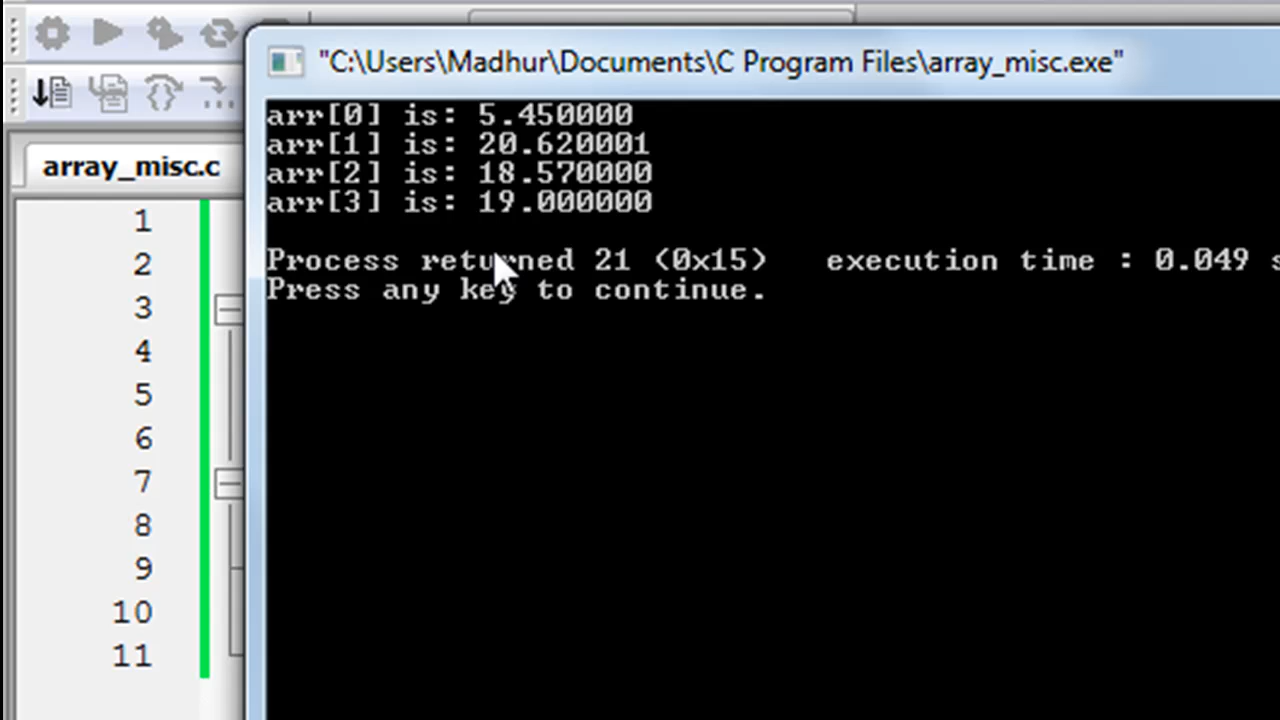 "C:\Users\Madhur\Documents\C Program Files\array_misc.exe"
array_misc.c
1
2
3
4
5
6
7
8
9
10
11
arr[0] is: 5.450000
arr[1] is: 20.620001
arr[2] is: 18.570000
arr[3] is: 19.000000
Process returned 21 (0x15)   execution time : 0.049 s
Press any key to continue.